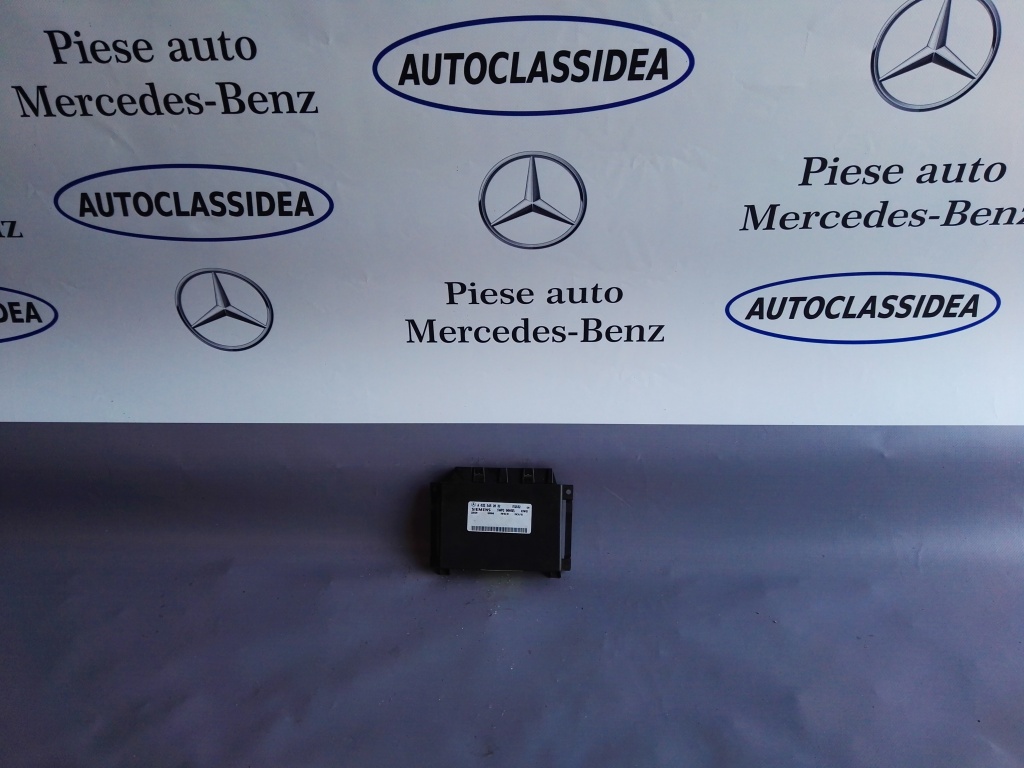 Piese auto
Mercedes-Benz
AUTOCLASSIDEA
AUTOCLASSIDEA
Piese auto
Mercedes-Benz
Piese auto
Mercedes-Benz
AUTOCLASSIDEA
SIEMENS